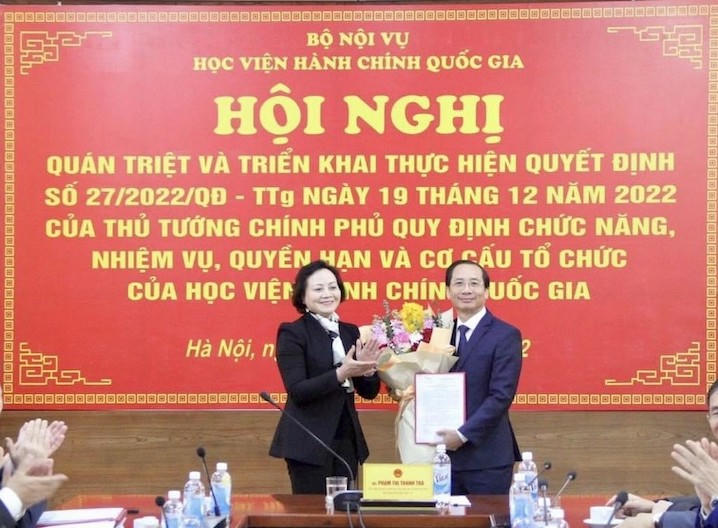 BỘ NỘI VỤ
HỌC VIỆN HÀNH CHÍNH QUỐC GIA
HỘI NGHỊ
QUÁN TRIỆT VÀ TRIỂN KHAI THỰC HIỆN QUYẾT ĐỊNH
SỐ 27/2022/QĐ - TTg NGÀY 19 THÁNG 12 NĂM 2022
CỦA THỦ TƯỚNG CHÍNH PHỦ QUY ĐỊNH CHỨC NĂNG,
NHIỆM VỤ, QUYỀN HẠN VÀ CƠ CẤU TỔ CHỨC
CỦA HỌC VIỆN HÀNH CHÍNH QUỐC GIA
Hà Nội, 2
PHẠM THỊ THANH TRÀ